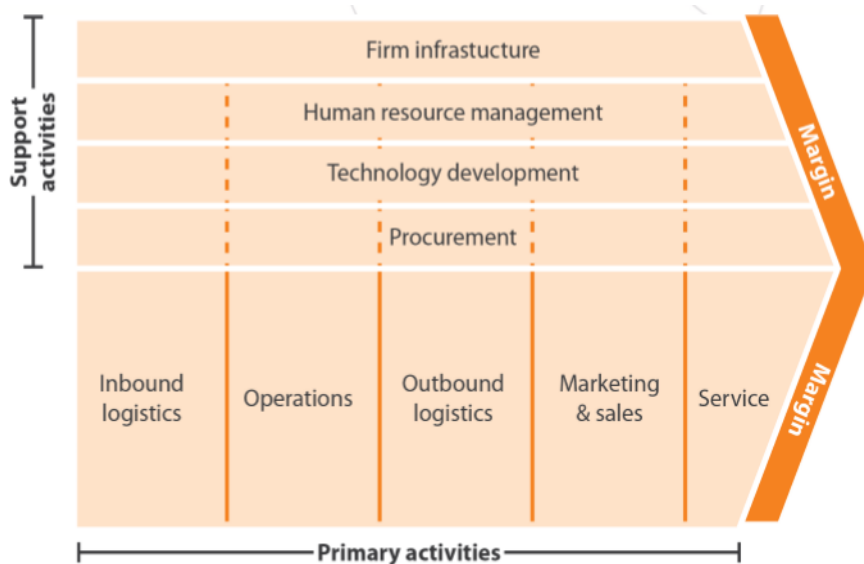 Support
activities
Firm infrastucture
Human resource management
Technology development
Procurement
Margin
Inbound
logistics
Operations
Outbound
logistics
Marketing
& sales
Service
Margin
Primary activities